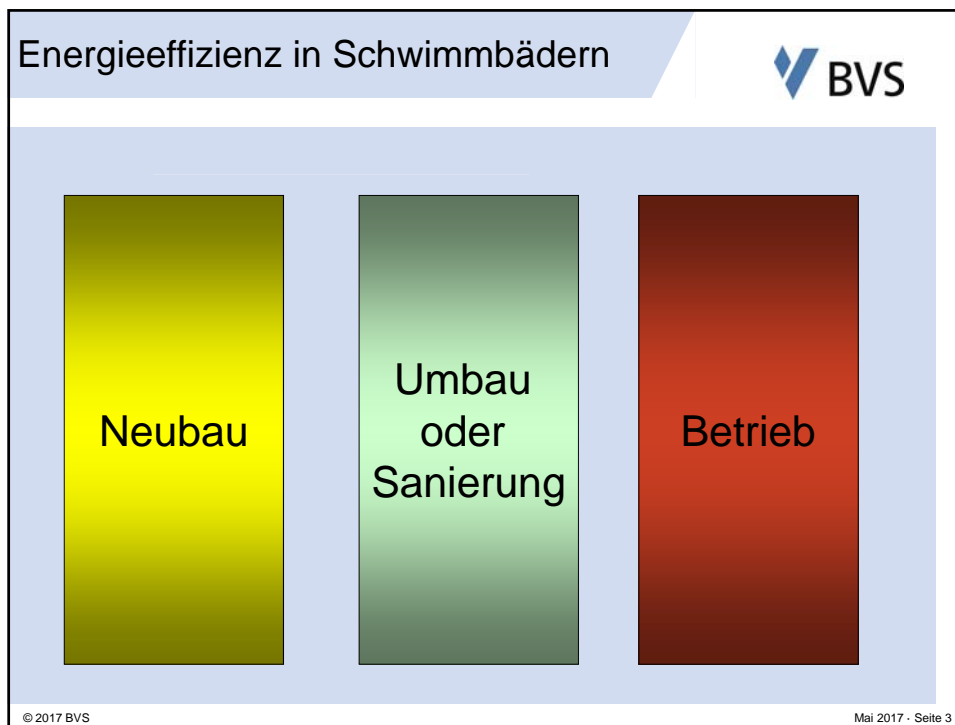 Energieeffizienz in Schwimmbädern
BVS
Neubau
Umbau
oder
Sanierung
Betrieb
© 2017 BVS
Mai 2017 · Seite 3